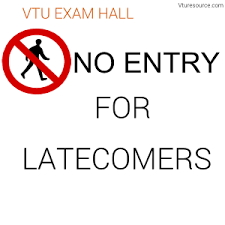 Vturesource.com
VTU EXAM HALL
NO ENTRY
FOR
LATECOMERS